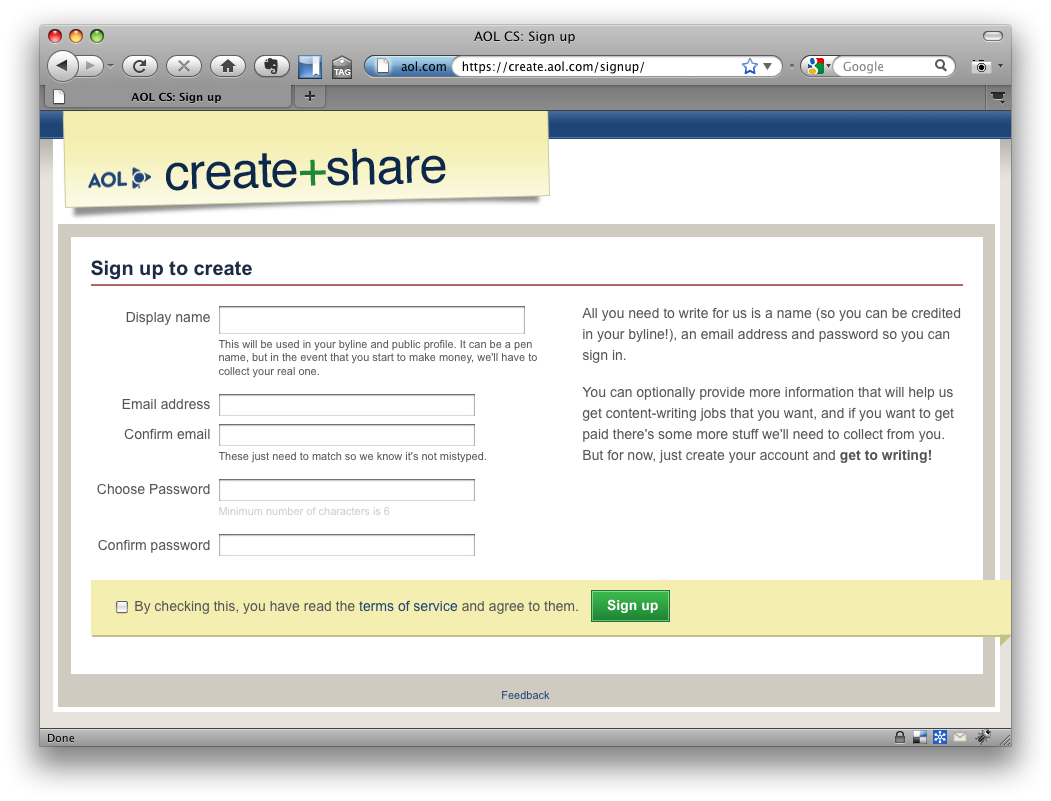 AOL CS: Sign up
TAG
aol.com
https://create.aol.com/signup/
Google
AOL CS: Sign up
+
AOL create+share
Sign up to create
Display name
This will be used in your byline and public profile. It can be a pen
name, but in the event that you start to make money, we'll have to
collect your real one.
Email address
Confirm email
These just need to match so we know it's not mistyped.
Choose Password
Minimum number of characters is 6
Confirm password
All you need to write for us is a name (so you can be credited
in your byline!), an email address and password so you can
sign in.
You can optionally provide more information that will help us
get content-writing jobs that you want, and if you want to get
paid there's some more stuff we'll need to collect from you.
But for now, just create your account and get to writing!
By checking this, you have read the terms of service and agree to them.
Sign up
Feedback
Done